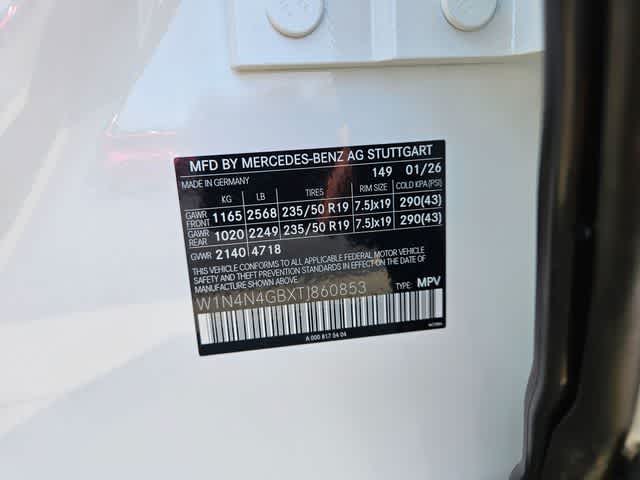 MFD BY MERCEDES-BENZ AG STUTTGART
MADE IN GERMANY 149 01/26
KG LB TIRES RIM SIZE COLD KPA(PSI)
GAWR FRONT 1165 2568 235/50 R19 7.5Jx19 290(43)
GAWR REAR 1020 2249 235/50 R19 7.5Jx19 290(43)
GVWR 2140 4718
THIS VEHICLE CONFORMS TO ALL APPLICABLE FEDERAL MOTOR VEHICLE
SAFETY AND THEFT PREVENTION STANDARDS IN EFFECT ON THE DATE OF
MANUFACTURE SHOWN ABOVE.
W1N4N4GBXTJ860853 TYPE: MPV
A 000 817 54 04